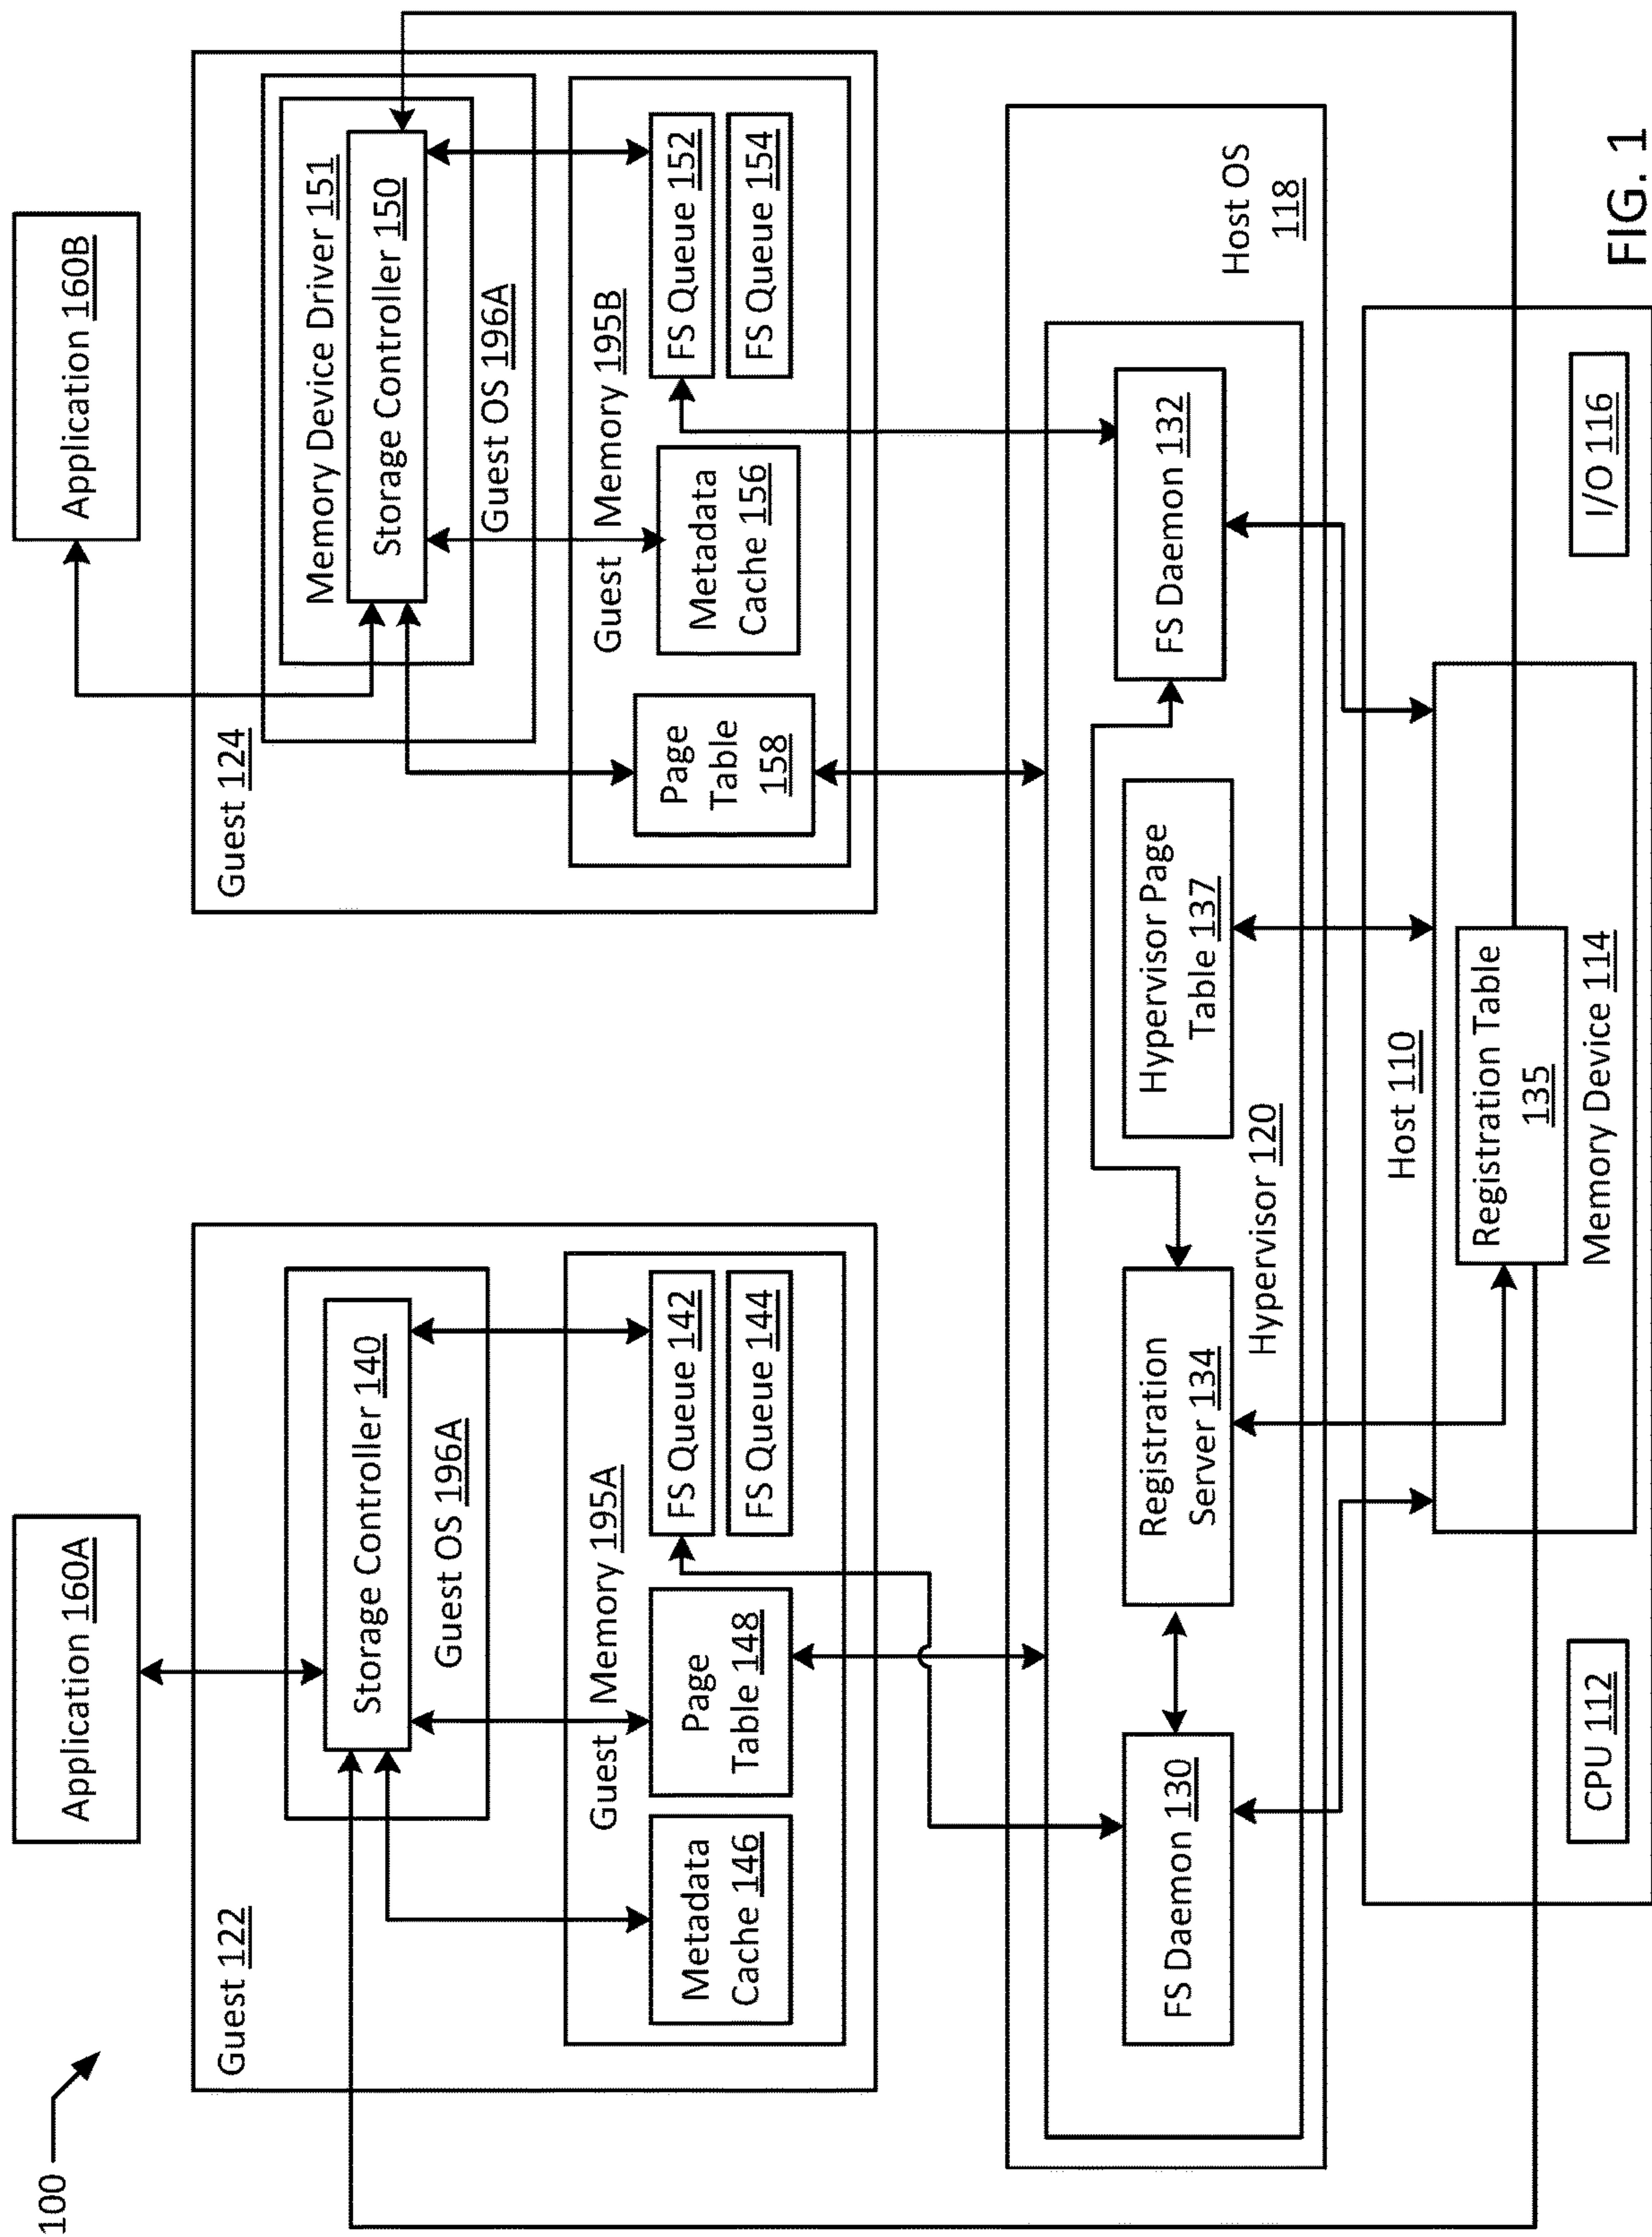 100
Application 160A
Application 160B
Guest 122
Storage Controller 140
Guest OS 196A
Guest Memory 195A
Metadata
Cache 146
Page
Table 148
FS Queue 142
FS Queue 144
Guest 124
Memory Device Driver 151
Storage Controller 150
Guest OS 196A
Guest Memory 195B
Page
Table
158
Metadata
Cache 156
FS Queue 152
FS Queue 154
Host OS
118
FS Daemon 130
Registration
Server 134
Hypervisor Page
Table 137
FS Daemon 132
Hypervisor 120
Host 110
CPU 112
Registration Table
135
Memory Device 114
I/O 116
FIG. 1